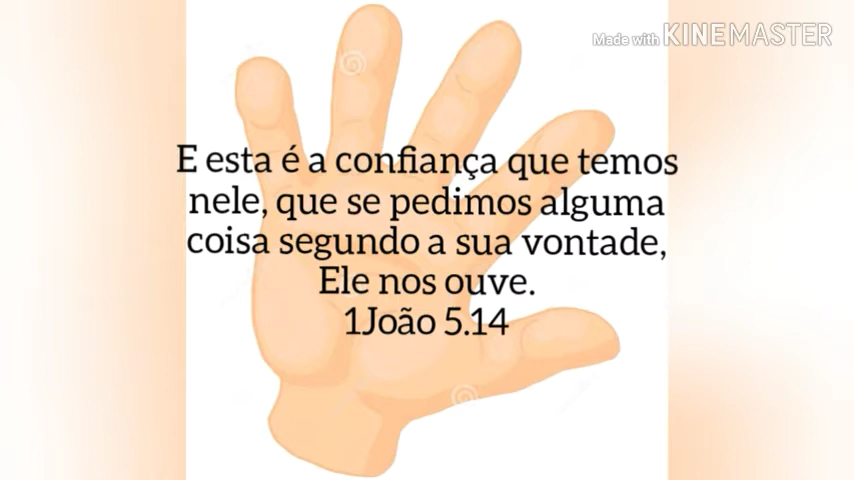 Made with KINEMASTER
E esta é a confiança que temos
nele, que se pedimos alguma
coisa segundo a sua vontade,
Ele nos ouve.
1João 5.14